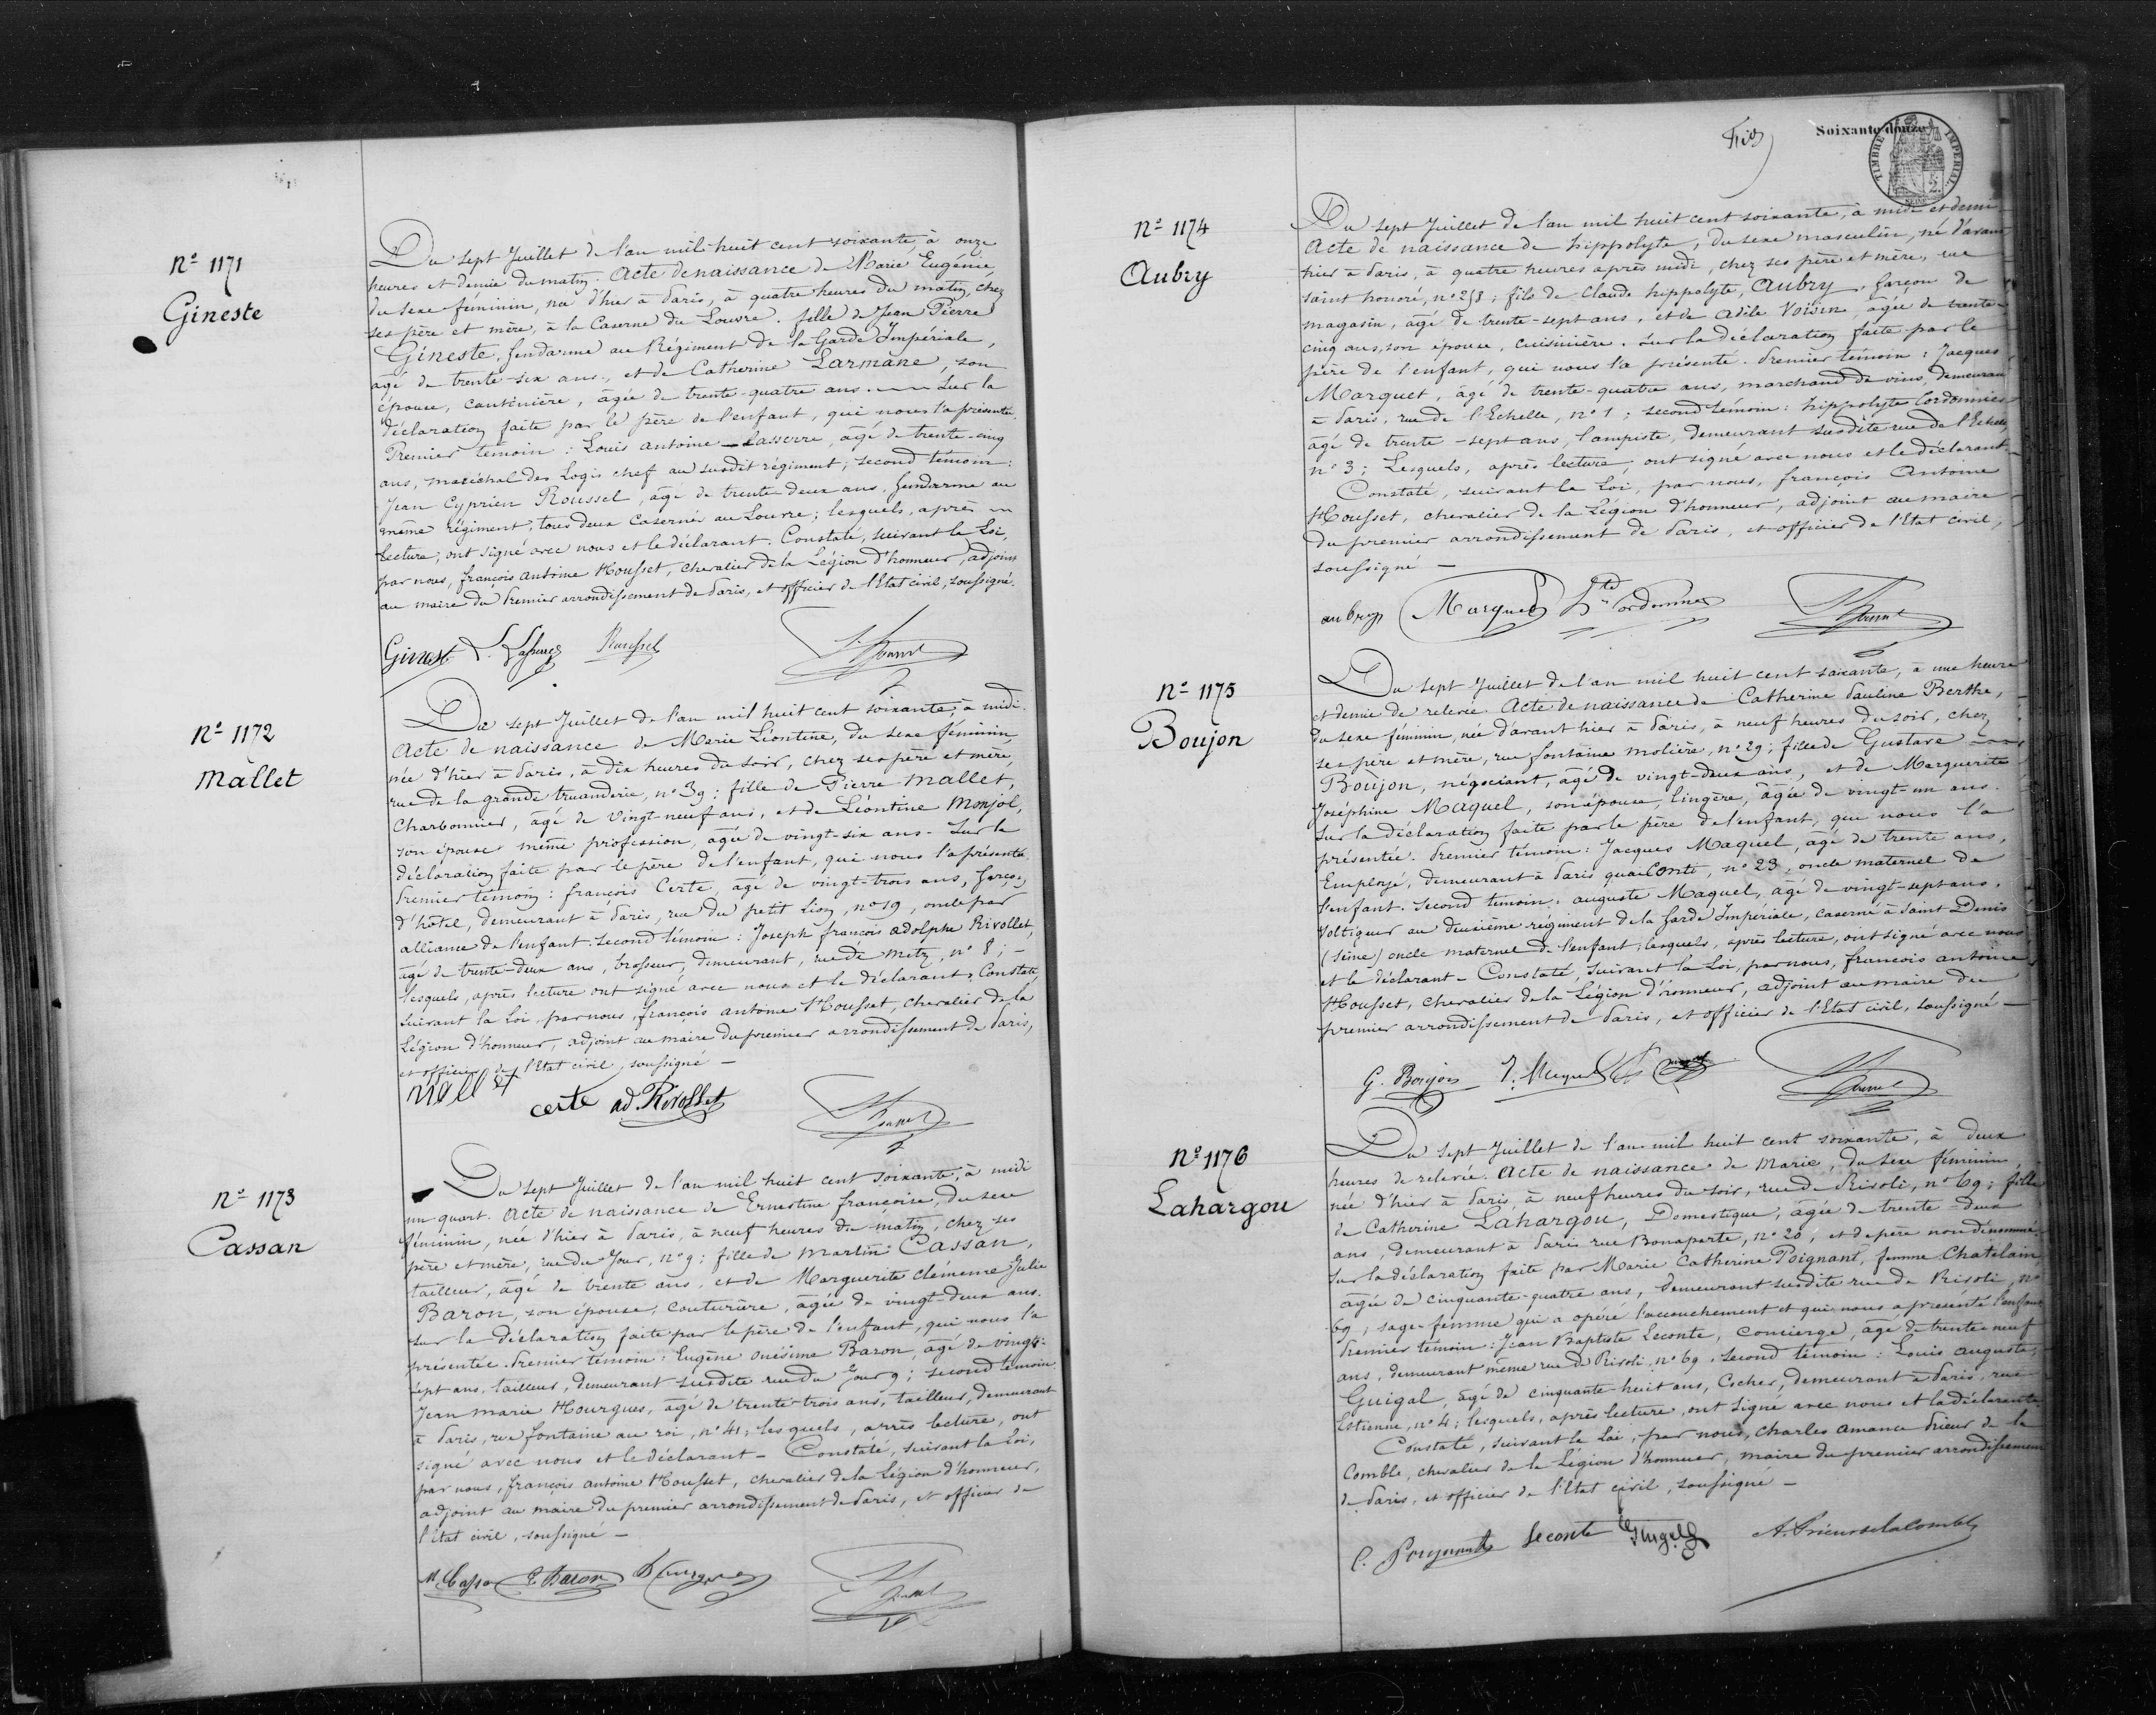 Nº 1171
Gineste
Du sept Juillet de l'an mil huit cent soixante, à onze
heures et demie du matin. Acte de naissance de Marie Eugénie,
du sexe féminin, née d'hier à Paris, à quatre heures du matin, chez
ses père et mère, à la Caserne du Louvre. fille de Jean Pierre
Gineste, Gendarme au Régiment de la Garde Impériale,
âgé de trente-six ans, et de Catherine Larmane, son
épouse, cantinière, âgée de trente-quatre ans. Sur la
déclaration faite par le père de l'enfant, qui nous l'a présentée.
Premier témoin : Louis Antoine Lasserre, âgé de trente-cinq
ans, maréchal des Logis chef au susdit régiment; second témoin :
Jean Cyprien Roussel, âgé de trente-deux ans, Gendarme au
même régiment, tous deux casernés au Louvre; lesquels, après
Lecture, ont signé avec nous et le déclarant. Constaté, suivant la Loi,
par nous, françois Antoine Housset, chevalier de la Légion d'honneur, adjoint
au maire du Premier arrondissement de Paris, et officier de l'Etat civil, soussigné.
Ginest L. Lasserre Roussel
Nº 1172
Mallet
Du sept Juillet de l'an mil huit cent soixante, à midi.
Acte de naissance de Marie Léontine, du sexe féminin,
née d'hier à Paris, à dix heures du soir, chez ses père et mère,
rue de la grande truanderie, nº 39; fille de Pierre Mallet,
Charbonnier, âgé de vingt-neuf ans, et de Léontine Monjol,
son épouse même profession, âgée de vingt-six ans. Sur la
déclaration faite par le père de l'enfant, qui nous l'a présentée.
Premier témoin : françois Certe, âgé de vingt-trois ans, Garçon
d'hôtel, demeurant à Paris, rue du petit Lion, nº 19, oncle par
alliance de l'enfant. second témoin : Joseph françois adolphe Rivollet,
âgé de trente-deux ans, brosseur, demeurant, rue de Metz, nº 8; -
lesquels, après lecture ont signé avec nous et le déclarant. Constaté,
suivant la Loi, par nous, françois antoine Housset, chevalier de la
Légion d'honneur, adjoint au maire du premier arrondissement de Paris,
et officier de l'Etat civil, soussigné -
Mallet certe ad. Rivollet
Nº 1173
Cassan
Du sept Juillet de l'an mil huit cent soixante, à midi
un quart. Acte de naissance de Ernestine françoise, du sexe
féminin, née d'hier à Paris, à neuf heures du matin, chez ses
père et mère, rue du Jour, nº 9; fille de Martin Cassan,
tailleur, âgé de trente ans, et de Marguerite Clémence Julie
Baron, son épouse, couturière, âgée de vingt-deux ans.
Sur la déclaration faite par le père de l'enfant, qui nous l'a
présentée. Premier témoin : Eugène onésime Baron, âgé de vingt-
sept ans, tailleur, demeurant susdite rue du Jour 9; second témoin
Jean marie Hourgues, âgé de trente-trois ans, tailleur, demeurant
à Paris, rue fontaine au roi, nº 41; lesquels, après lecture, ont
signé avec nous et le déclarant - Constaté, suivant la Loi,
par nous, françois antoine Housset, chevalier de la Légion d'honneur,
adjoint au maire du premier arrondissement de Paris, et officier de
l'état civil, soussigné -
M. Cassan E. Baron Hourgues
Soixante-douze
TIMBRE IMPERIAL
Nº 1174
Aubry
Du sept Juillet de l'an mil huit cent soixante, à midi et demi
Acte de naissance de hippolyte, du sexe masculin, né d'avant
hier à Paris, à quatre heures après midi, chez ses père et mère, rue
saint honoré, fils de Claude hippolyte, Aubry, Garçon de
magasin, âgé de trente-sept ans, et de Adèle Voisin, âgée de trente-
cinq ans, son épouse, cuisinière. Sur la déclaration faite par le
père de l'enfant, qui nous l'a présenté. Premier témoin : Jacques
Marquet, âgé de trente-quatre ans, marchand de vins, demeurant
à Paris, rue de l'Echelle, nº 1; second témoin : hippolyte Cordonnier
âgé de trente-sept ans, lampiste, demeurant susdite rue de l'Echelle,
nº 3; Lesquels, après lecture, ont signé avec nous et le déclarant.
Constaté, suivant la Loi, par nous, françois Antoine
Housset, chevalier de la Légion d'honneur, adjoint au maire
du premier arrondissement de Paris, et officier de l'Etat civil,
soussigné -
aubry Marquet Hte Cordonnier
Nº 1175
Boujon
Du sept Juillet de l'an mil huit cent soixante, à une heure
et demie de relevée. Acte de naissance de Catherine Pauline Berthe,
du sexe féminin, née d'avant hier à Paris, à neuf heures du soir, chez
ses père et mère, rue fontaine molière, nº 29; fille de Gustave
Boujon, négociant, âgé de vingt-deux ans, et de Marguerite
Joséphine Maquel, son épouse, lingère, âgée de vingt-un ans.
Sur la déclaration faite par le père de l'enfant, qui nous l'a
présentée. Premier témoin : Jacques Maquel, âgé de trente ans,
Employé, demeurant à Paris quai Conti, nº 23, oncle maternel de
l'enfant. Second témoin : auguste Maquel, âgé de vingt-sept ans,
Voltigeur au deuxième régiment de la Garde Impériale, caserné à Saint Denis
(Seine) oncle maternel de l'enfant; lesquels, après lecture, ont signé avec nous
et le déclarant - Constaté, suivant la Loi, par nous, françois antoine
Housset, chevalier de la Légion d'honneur, adjoint au maire du
premier arrondissement de Paris, et officier de l'Etat civil, soussigné -
G. Boujon J. Maquel
Nº 1176
Lahargou
Du sept Juillet de l'an mil huit cent soixante, à deux
heures de relevée. Acte de naissance de Marie, du sexe féminin
née d'hier à Paris, à neuf heures du soir, rue de Rivoli, nº 69; fille
de Catherine Lahargou, Domestique, âgée de trente-deux
ans, demeurant à Paris rue Bonaparte, nº 20, et de père non dénommé.
Sur la déclaration faite par Marie Catherine Poignant, femme Chatelain,
âgée de cinquante-quatre ans, demeurant susdite rue de Rivoli, nº
69, sage-femme qui a opéré l'accouchement et qui nous a présenté l'enfant
Premier témoin : Jean Baptiste Leconte, Concierge, âgé de trente-neuf
ans, demeurant même rue de Rivoli, nº 69. Second témoin : Louis auguste,
Guigal, âgé de cinquante huit ans, Cocher, demeurant à Paris, rue
Estienne, nº 4; lesquels, après lecture, ont signé avec nous et la déclarante
Constaté, suivant la Loi, par nous, Charles amance Prieur de la
Comble, chevalier de la Légion d'honneur, maire du premier arrondissement
de Paris, et officier de l'Etat civil, soussigné -
C. Poignant Leconte Guigal A. Prieur de la Comble